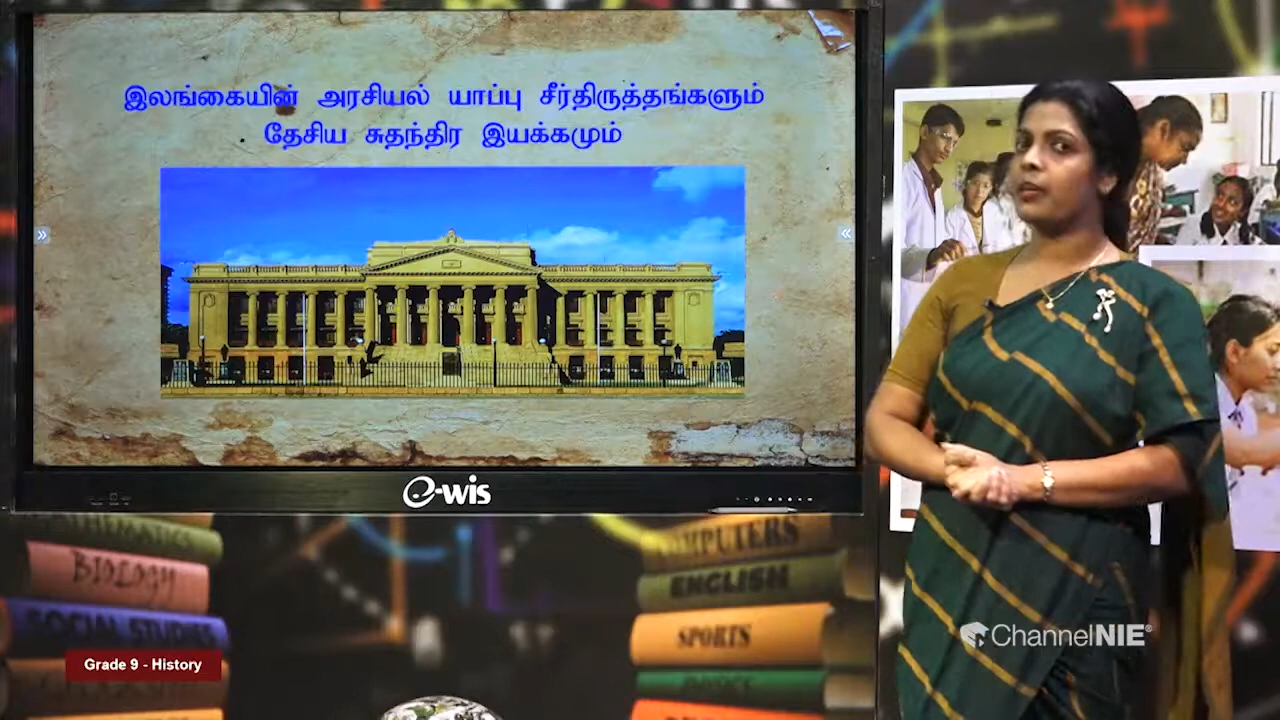 இலங்கையின் அரசியல் யாப்பு சீர்திருத்தங்களும்
தேசிய சுதந்திர இயக்கமும்
e-wis
MATHEMATICS
BIOLOGY
SOCIAL STUDIES
COMPUTERS
ENGLISH
SPORTS
Grade 9 - History
ChannelNIE